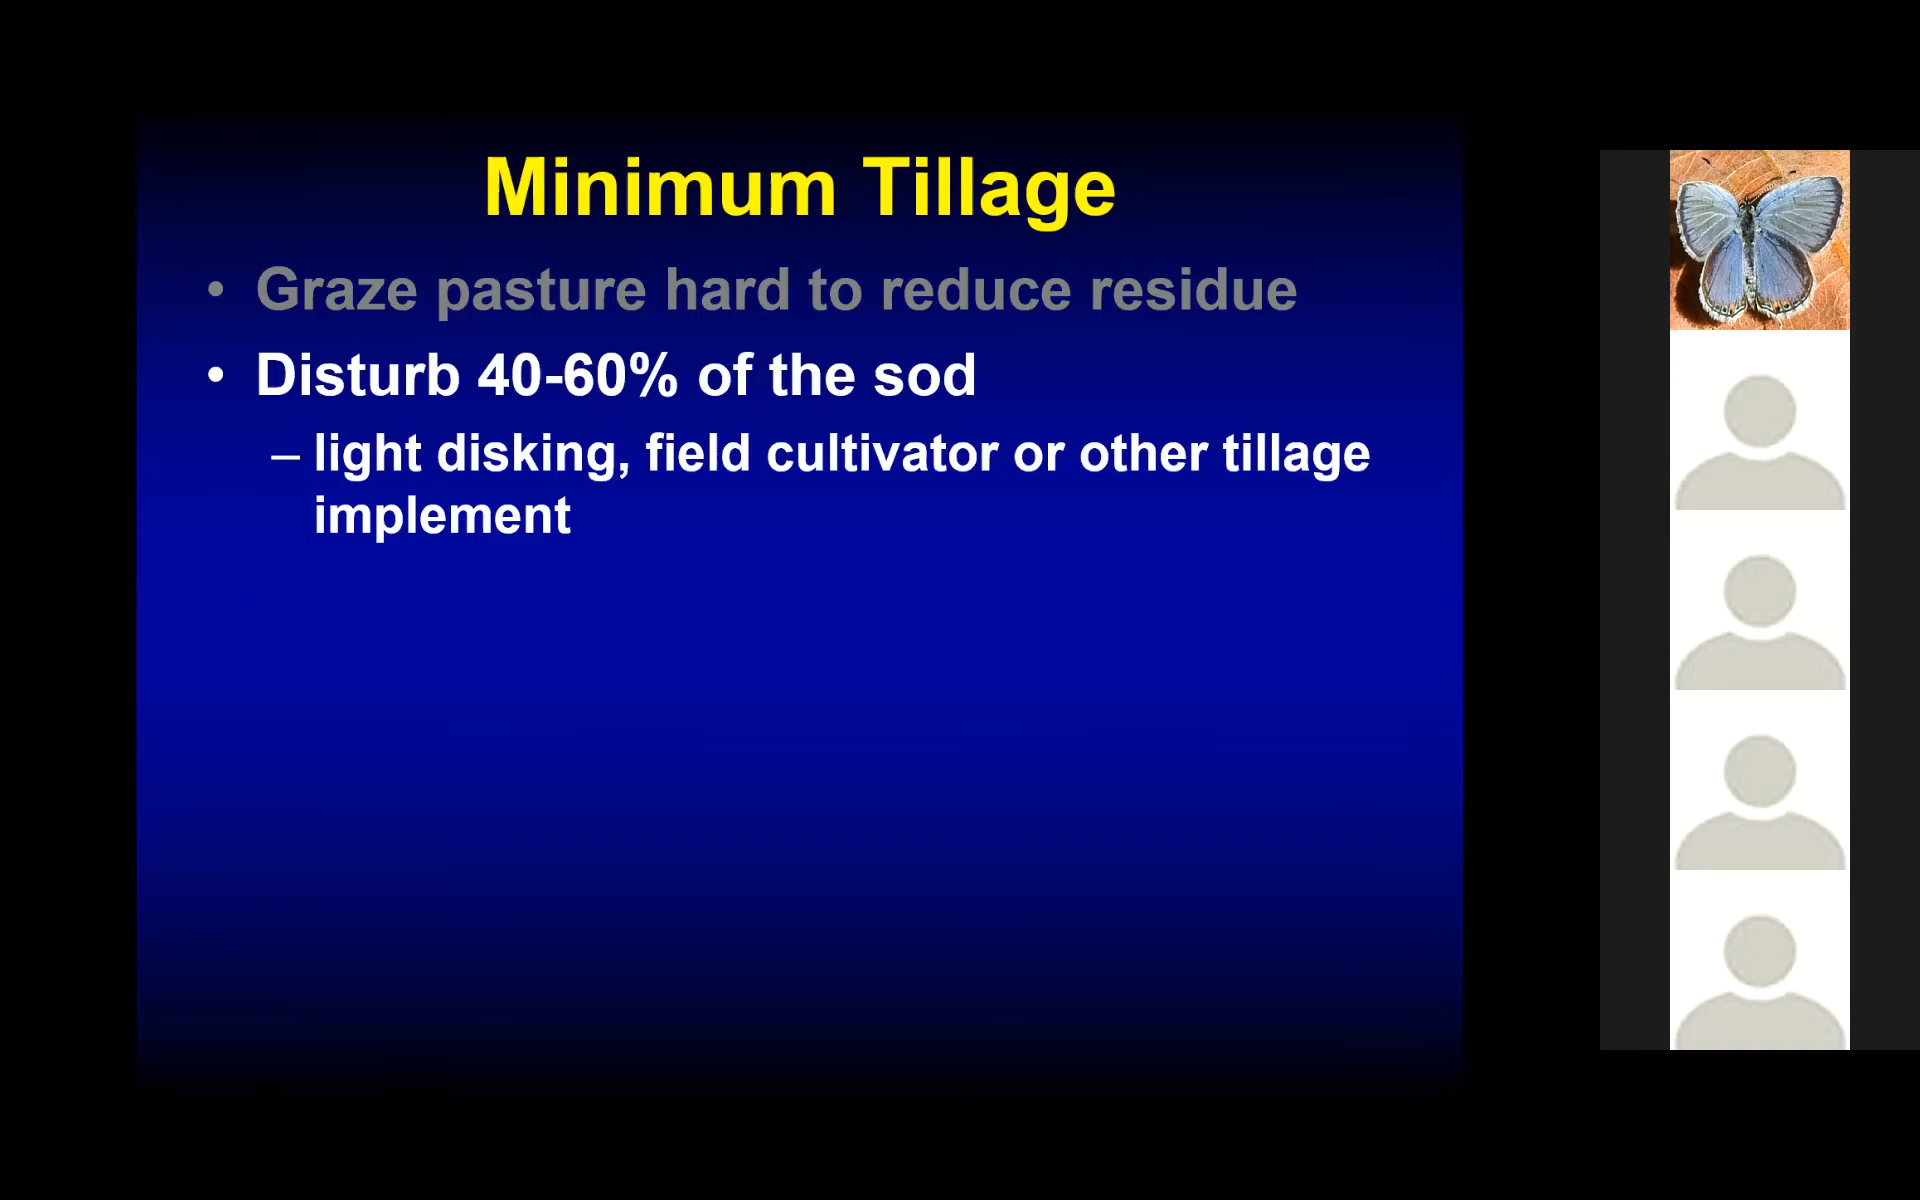 Minimum Tillage
• Graze pasture hard to reduce residue
• Disturb 40-60% of the sod
– light disking, field cultivator or other tillage
implement